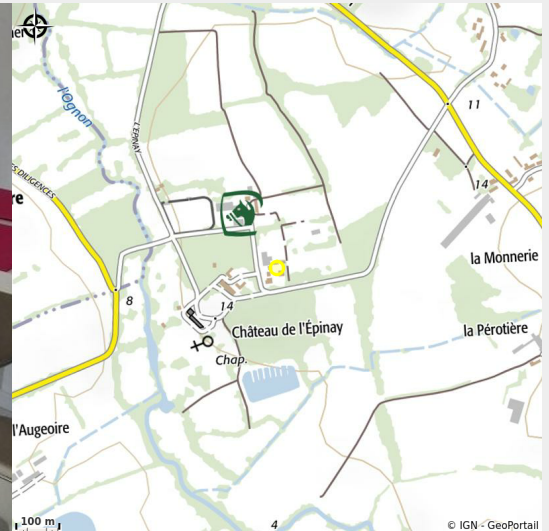 l'Ognon
L'ÉPINAY
11
S DILIGENCES
14
re
la Monnerie
8
14
Château de l'Épinay
la Pérotière
Chap.
l'Augeoire
100 m
4
© IGN - GeoPortail